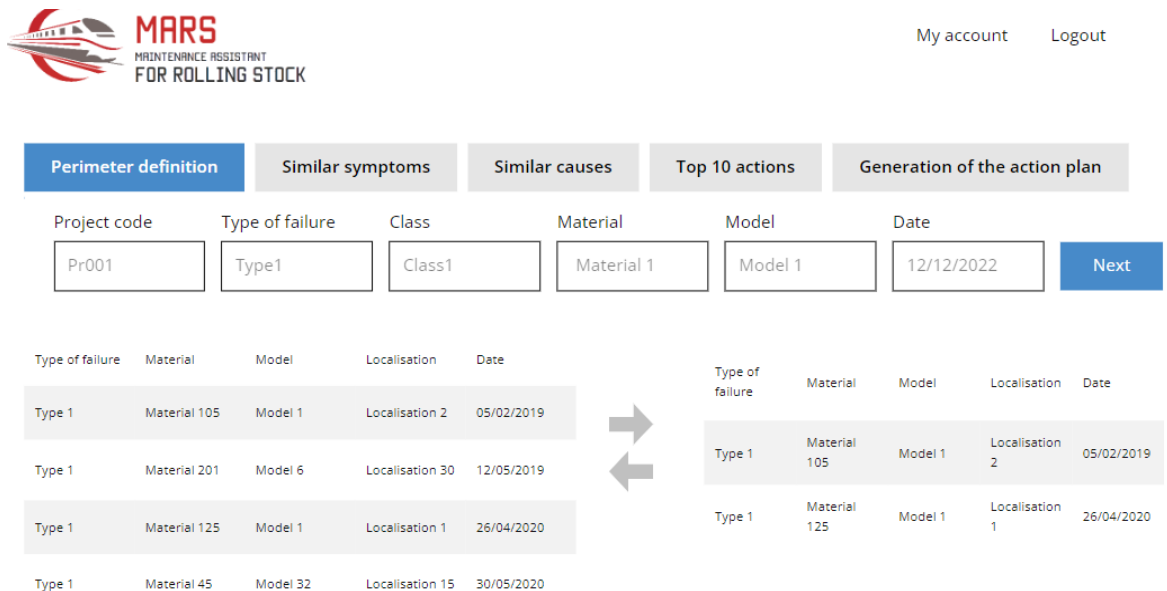 MARS
MAINTENANCE ASSISTANT
FOR ROLLING STOCK
My account Logout
Perimeter definition Similar symptoms Similar causes Top 10 actions Generation of the action plan
Project code Type of failure Class Material Model Date
Pr001 Type1 Class1 Material 1 Model 1 12/12/2022 Next
Type of failure Material Model Localisation Date
Type 1 Material 105 Model 1 Localisation 2 05/02/2019
Type 1 Material 201 Model 6 Localisation 30 12/05/2019
Type 1 Material 125 Model 1 Localisation 1 26/04/2020
Type 1 Material 45 Model 32 Localisation 15 30/05/2020
Type of
failure Material Model Localisation Date
Type 1 Material
105 Model 1 Localisation
2 05/02/2019
Type 1 Material
125 Model 1 Localisation
1 26/04/2020